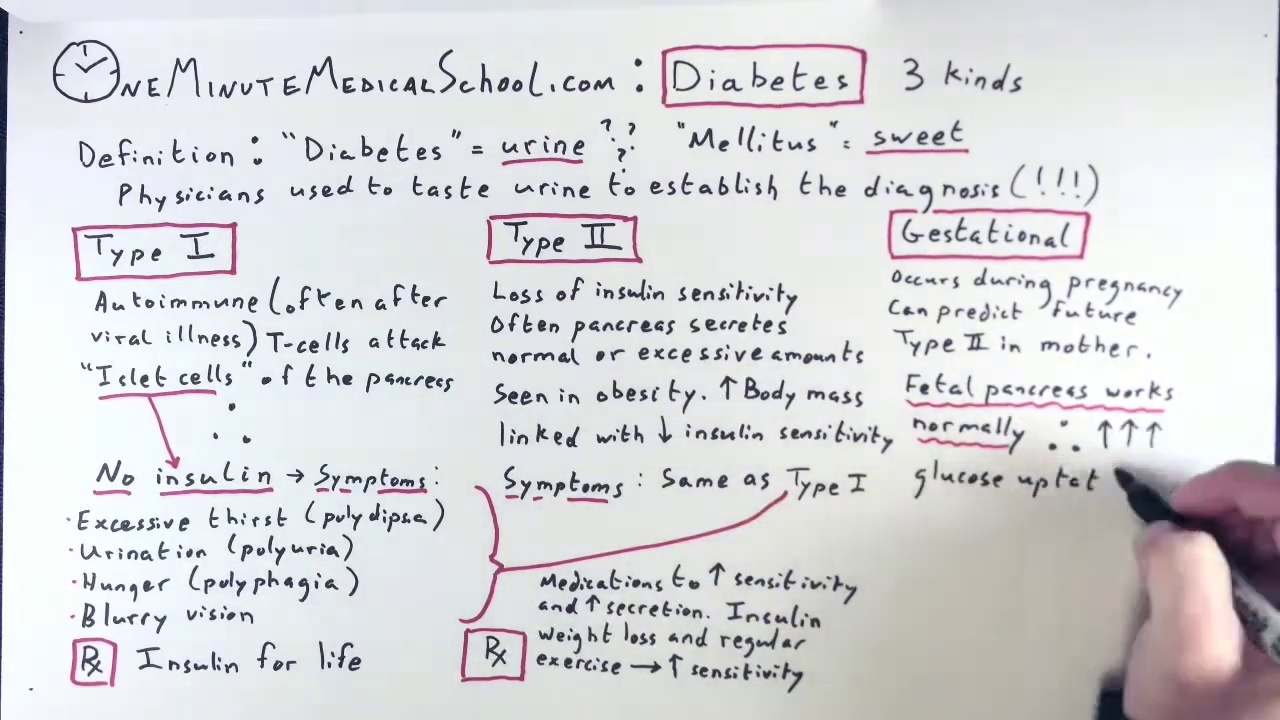 OneMinuteMedicalSchool.com : Diabetes 3 kinds
Definition : "Diabetes" = urine ??? "Mellitus" = sweet
Physicians used to taste urine to establish the diagnosis (!!!)
Type I
Autoimmune (often after
viral illness) T-cells attack
"Islet cells" of the pancreas
∴
No insulin → Symptoms :
· Excessive thirst (polydipsia)
· Urination (polyuria)
· Hunger (polyphagia)
· Blurry vision
Rx Insulin for life
Type II
Loss of insulin sensitivity
Often pancreas secretes
normal or excessive amounts
Seen in obesity. ↑ Body mass
linked with ↓ insulin sensitivity
Symptoms : Same as Type I
Rx
Medications to ↑ sensitivity
and ↑ secretion. Insulin
weight loss and regular
exercise → ↑ sensitivity
Gestational
Occurs during pregnancy
Can predict future
Type II in mother.
Fetal pancreas works
normally ∴ ↑↑↑
glucose uptat